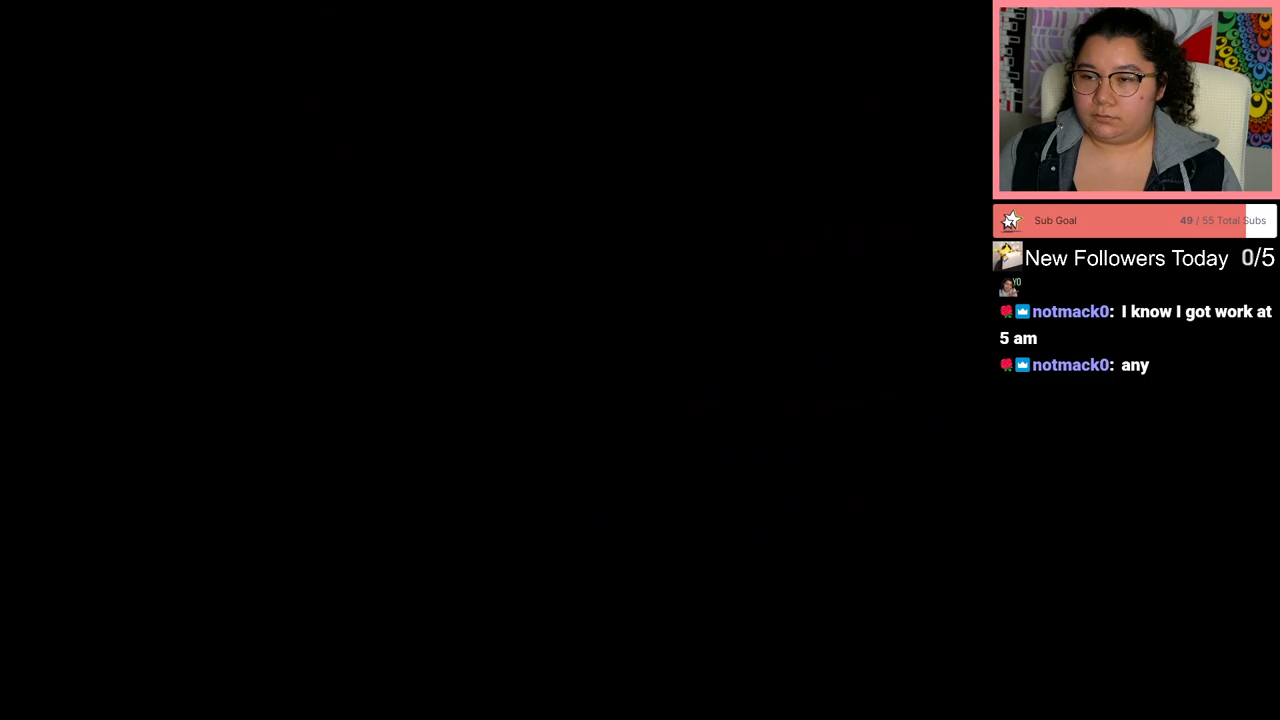 Sub Goal 49 / 55 Total Subs
New Followers Today 0/5
YO
notmack0: I know I got work at
5 am
notmack0: any